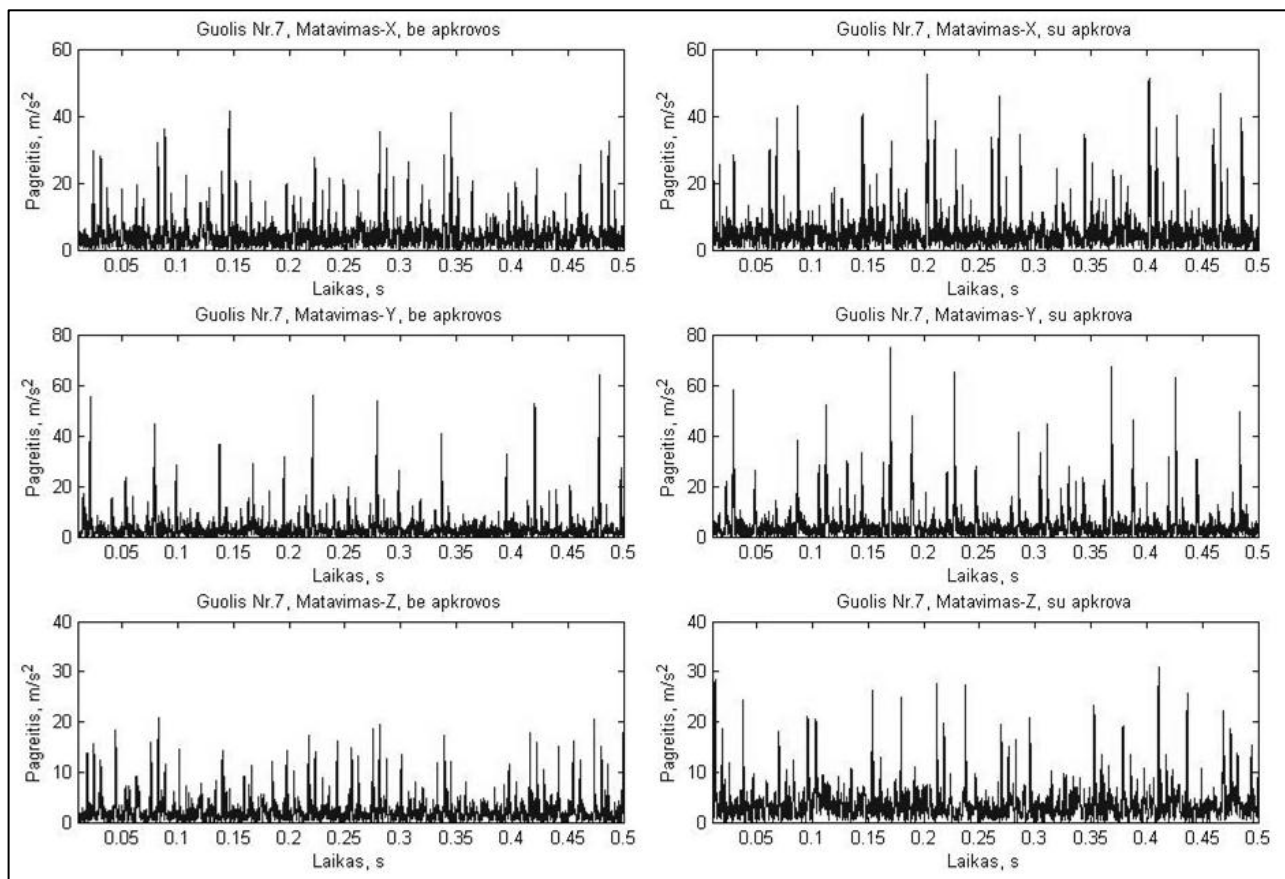 Guolis Nr.7, Matavimas-X, be apkrovos
Pagreitis, m/s²
60
40
20
0
0.05 0.1 0.15 0.2 0.25 0.3 0.35 0.4 0.45 0.5
Laikas, s
Guolis Nr.7, Matavimas-X, su apkrova
Pagreitis, m/s²
60
40
20
0
0.05 0.1 0.15 0.2 0.25 0.3 0.35 0.4 0.45 0.5
Laikas, s
Guolis Nr.7, Matavimas-Y, be apkrovos
Pagreitis, m/s²
80
60
40
20
0
0.05 0.1 0.15 0.2 0.25 0.3 0.35 0.4 0.45 0.5
Laikas, s
Guolis Nr.7, Matavimas-Y, su apkrova
Pagreitis, m/s²
80
60
40
20
0
0.05 0.1 0.15 0.2 0.25 0.3 0.35 0.4 0.45 0.5
Laikas, s
Guolis Nr.7, Matavimas-Z, be apkrovos
Pagreitis, m/s²
40
30
20
10
0
0.05 0.1 0.15 0.2 0.25 0.3 0.35 0.4 0.45 0.5
Laikas, s
Guolis Nr.7, Matavimas-Z, su apkrova
Pagreitis, m/s²
40
30
20
10
0
0.05 0.1 0.15 0.2 0.25 0.3 0.35 0.4 0.45 0.5
Laikas, s